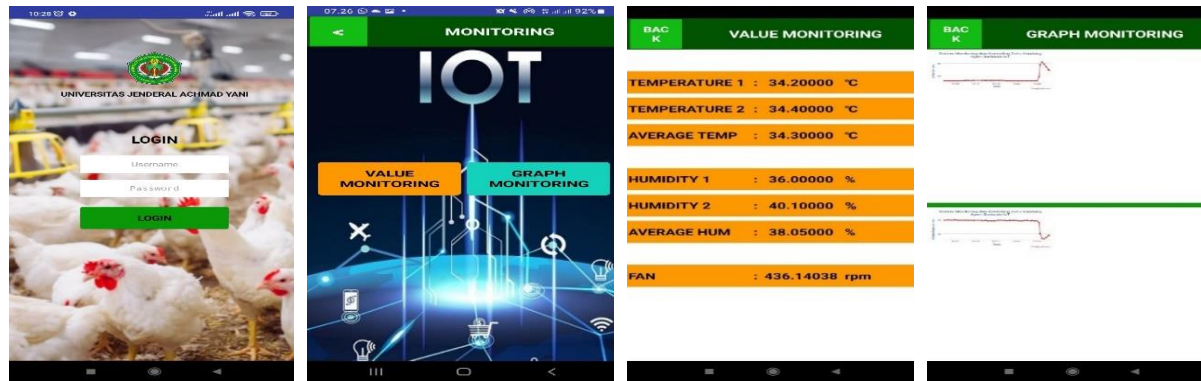 10:28
UNIVERSITAS JENDERAL ACHMAD YANI
LOGIN
Username
Password
LOGIN
07.26
92%
<
MONITORING
IOT
VALUE
MONITORING
GRAPH
MONITORING
BAC
K
VALUE MONITORING
TEMPERATURE 1 : 34.20000 °C
TEMPERATURE 2 : 34.40000 °C
AVERAGE TEMP : 34.30000 °C
HUMIDITY 1 : 36.00000 %
HUMIDITY 2 : 40.10000 %
AVERAGE HUM : 38.05000 %
FAN : 436.14038 rpm
BAC
K
GRAPH MONITORING